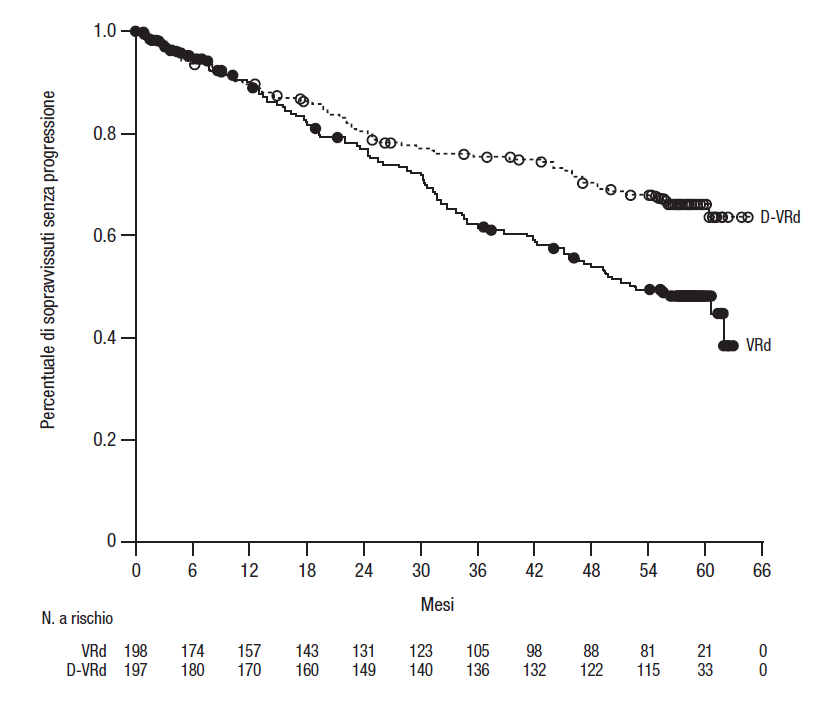 Percentuale di sopravvissuti senza progressione
1.0
0.8
0.6
0.4
0.2
0
D-VRd
VRd
0 6 12 18 24 30 36 42 48 54 60 66
Mesi
N. a rischio
VRd 198 174 157 143 131 123 105 98 88 81 21 0
D-VRd 197 180 170 160 149 140 136 132 122 115 33 0